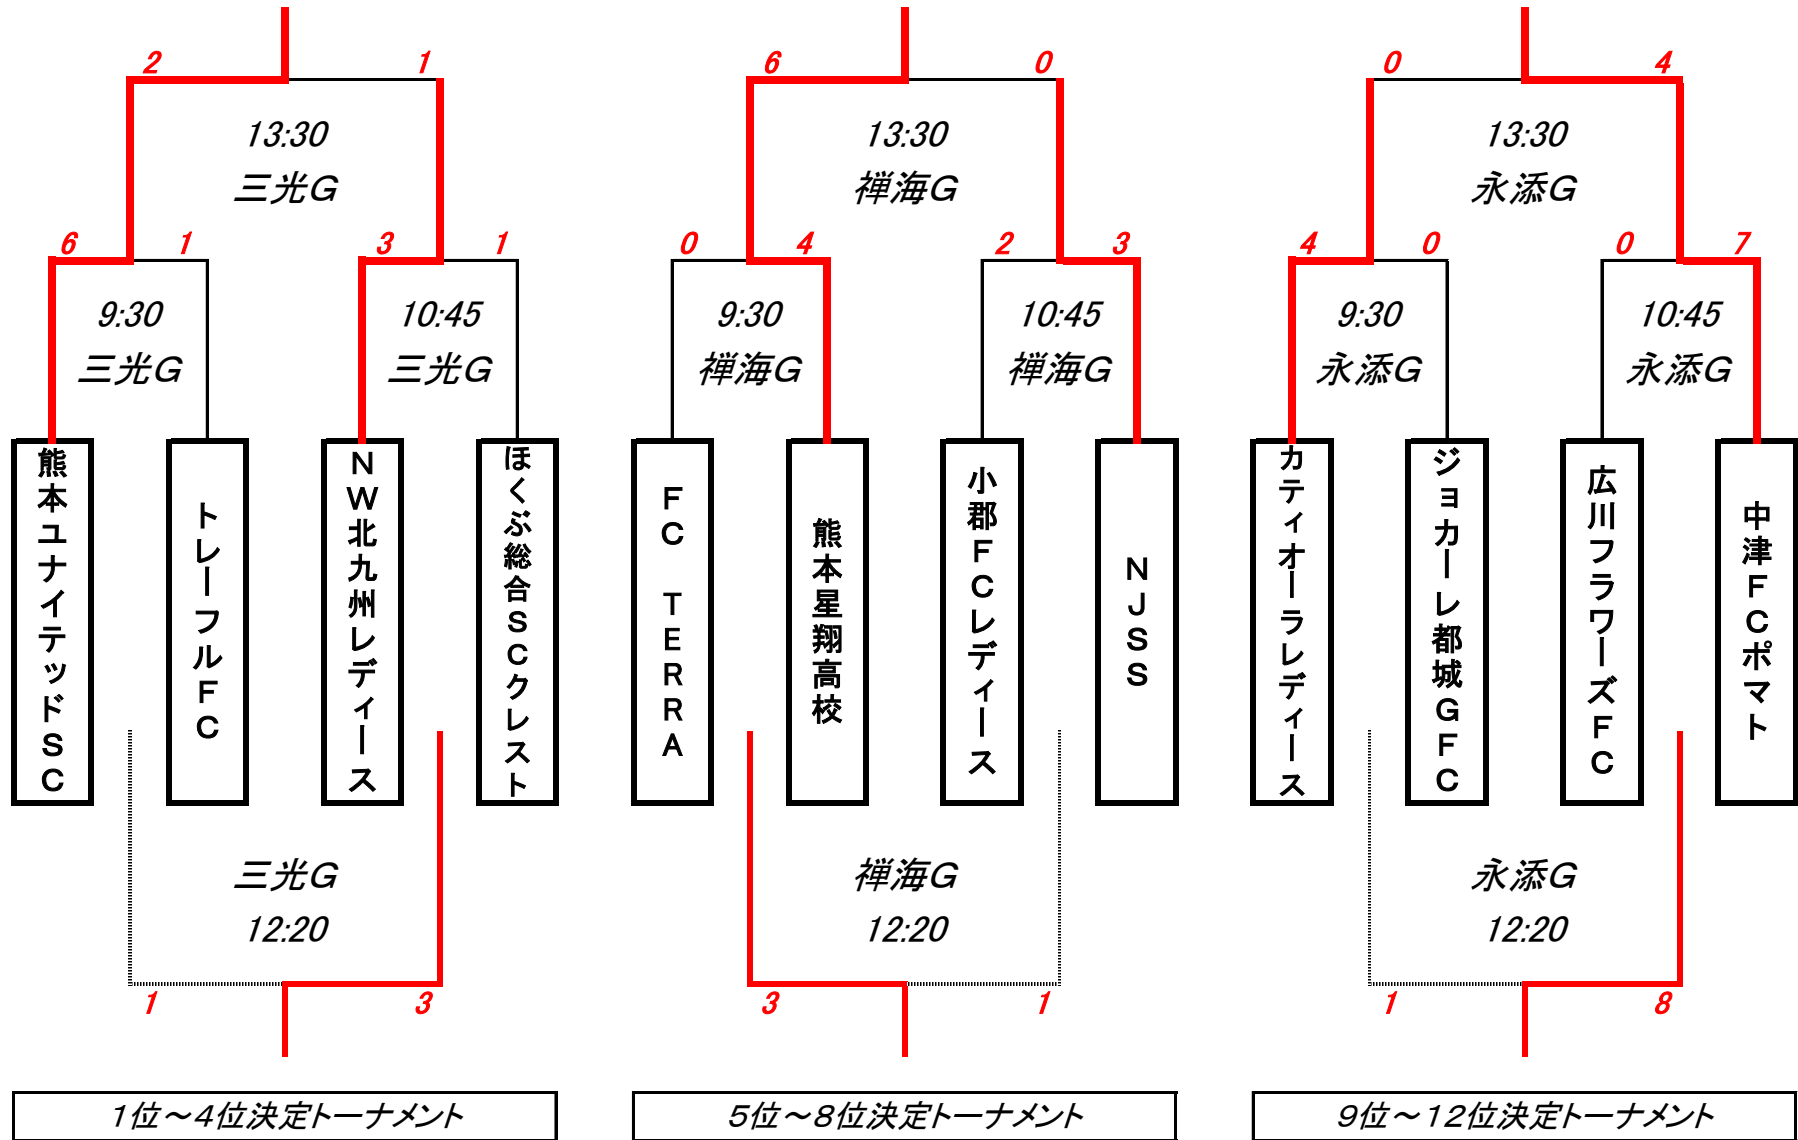 2 1
13:30
三光G
6 1 3 1
9:30
三光G
10:45
三光G
熊本ユナイテッドSC
トレーフルFC
NW北九州レディース
ほくぶ総合SCクレスト
三光G
12:20
1 3
1位～4位決定トーナメント
6 0
13:30
禅海G
0 4 2 3
9:30
禅海G
10:45
禅海G
FC TERRA
熊本星翔高校
小郡FCレディース
NJSS
禅海G
12:20
3 1
5位～8位決定トーナメント
0 4
13:30
永添G
4 0 0 7
9:30
永添G
10:45
永添G
カティオーラレディース
ジョカーレ都城GFC
広川フラワーズFC
中津FCポマト
永添G
12:20
1 8
9位～12位決定トーナメント